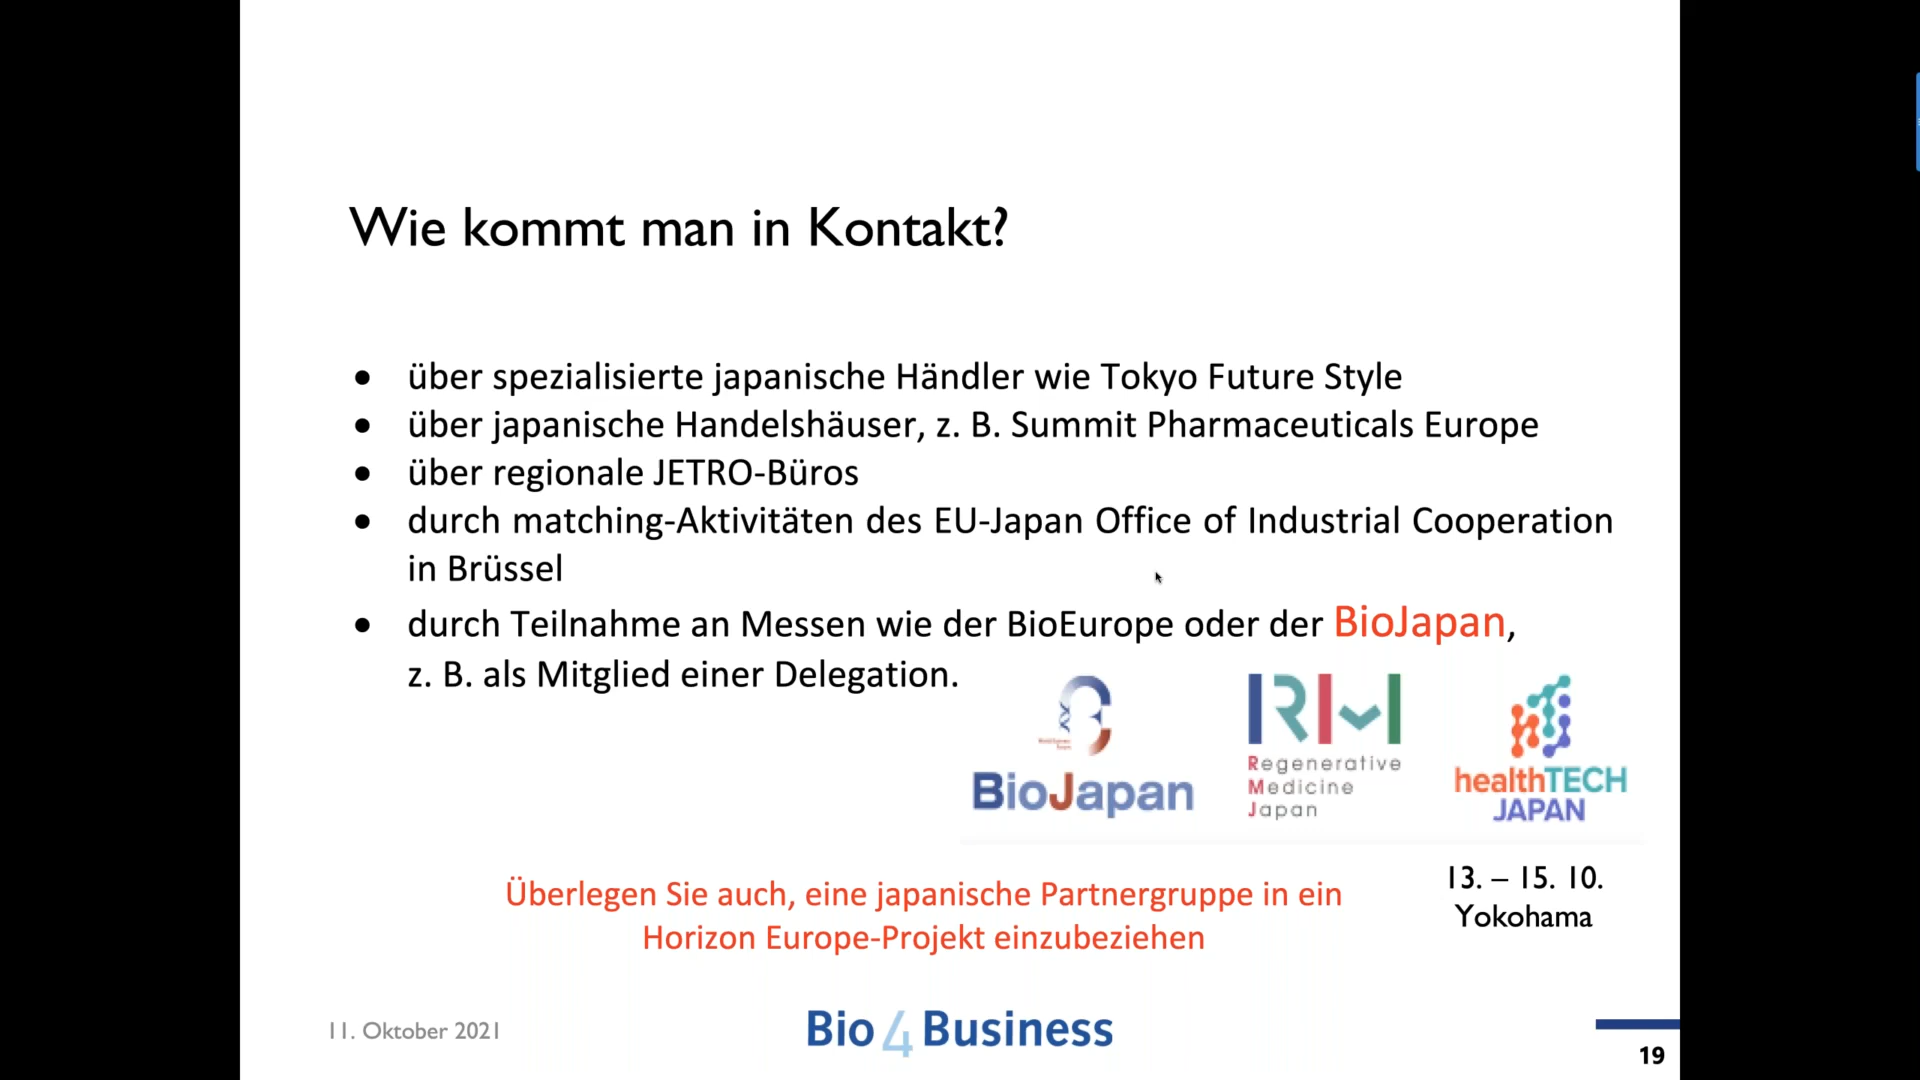 Wie kommt man in Kontakt?
• über spezialisierte japanische Händler wie Tokyo Future Style
• über japanische Handelshäuser, z. B. Summit Pharmaceuticals Europe
• über regionale JETRO-Büros
• durch matching-Aktivitäten des EU-Japan Office of Industrial Cooperation
in Brüssel
• durch Teilnahme an Messen wie der BioEurope oder der BioJapan,
z. B. als Mitglied einer Delegation.
BioJapan
RM
Regenerative
Medicine
Japan
healthTECH
JAPAN
13. – 15. 10.
Yokohama
Überlegen Sie auch, eine japanische Partnergruppe in ein
Horizon Europe-Projekt einzubeziehen
11. Oktober 2021
Bio4Business
19